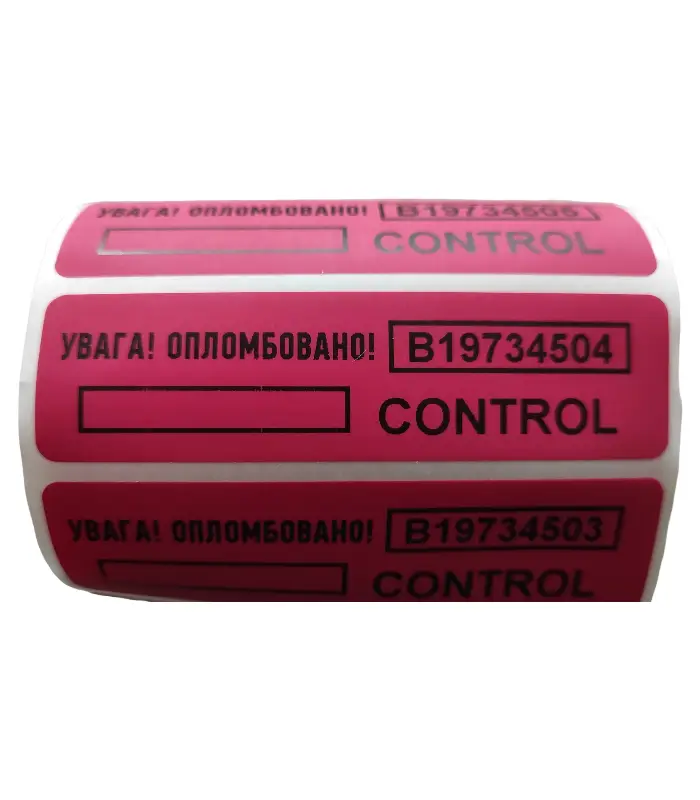 УВАГА! ОПЛОМБОВАНО! B19734505
CONTROL
УВАГА! ОПЛОМБОВАНО! B19734504
CONTROL
УВАГА! ОПЛОМБОВАНО! B19734503
CONTROL